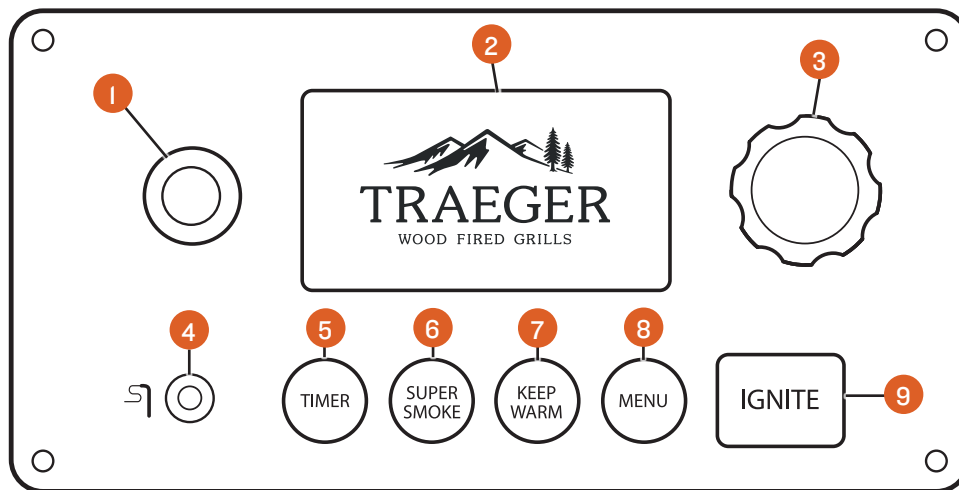 2
3
1
TRAEGER
WOOD FIRED GRILLS
4
5
6
7
8
TIMER
SUPER
SMOKE
KEEP
WARM
MENU
IGNITE
9